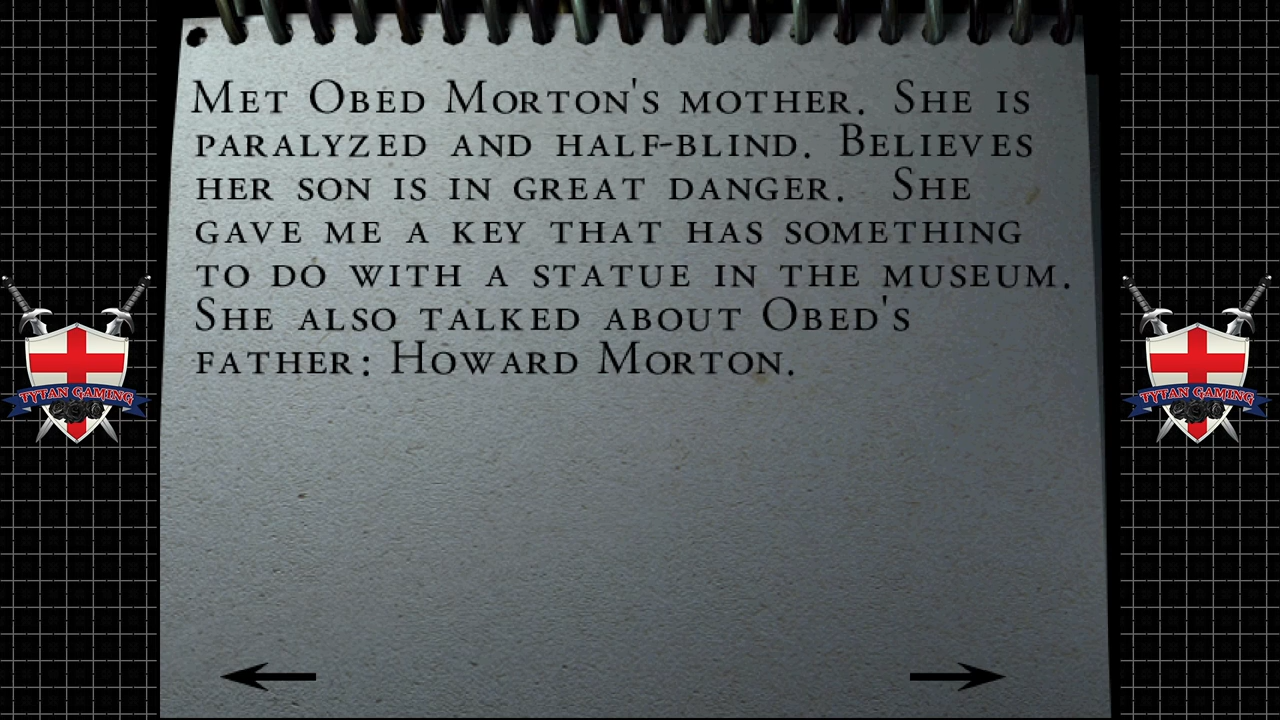 Met Obed Morton's mother. She is
paralyzed and half-blind. Believes
her son is in great danger. She
gave me a key that has something
to do with a statue in the museum.
She also talked about Obed's
father: Howard Morton.
TYTAN GAMING
TYTAN GAMING